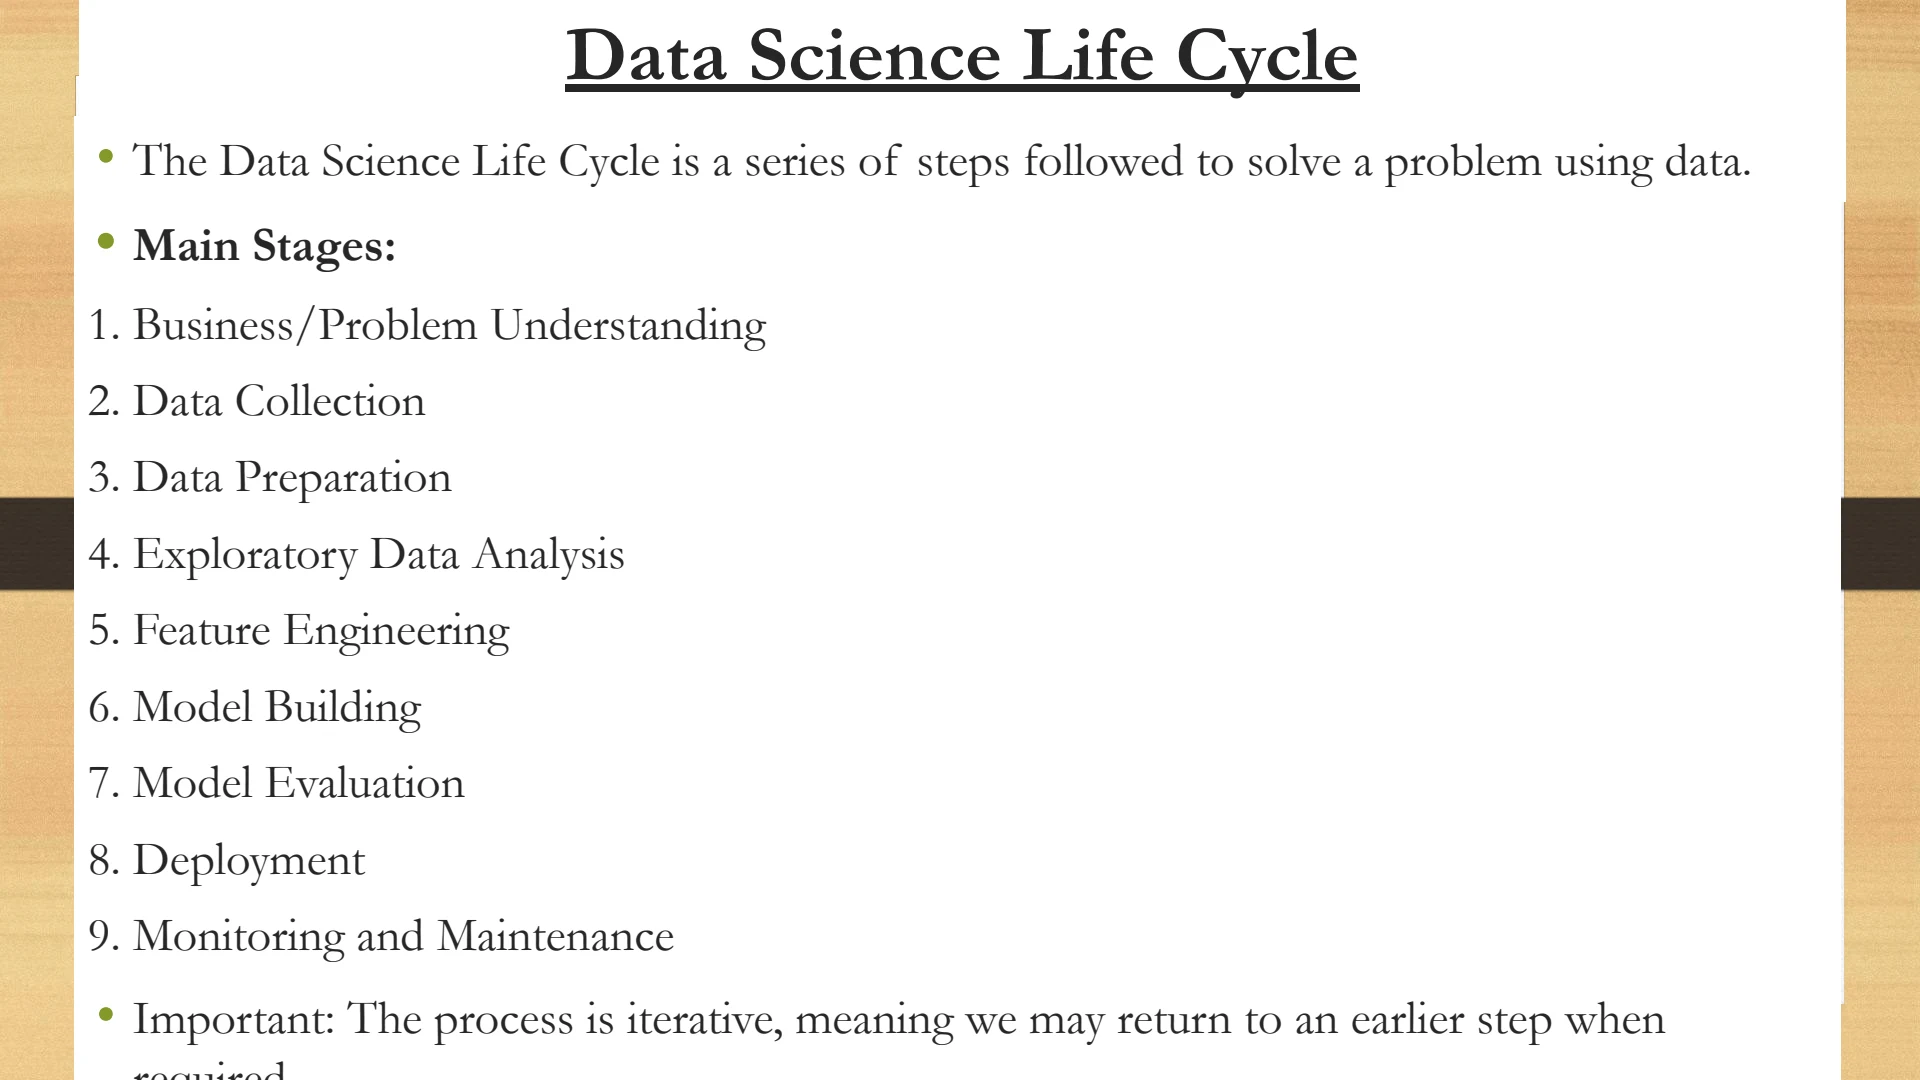 Data Science Life Cycle
• The Data Science Life Cycle is a series of steps followed to solve a problem using data.
• Main Stages:
1. Business/Problem Understanding
2. Data Collection
3. Data Preparation
4. Exploratory Data Analysis
5. Feature Engineering
6. Model Building
7. Model Evaluation
8. Deployment
9. Monitoring and Maintenance
• Important: The process is iterative, meaning we may return to an earlier step when
required.